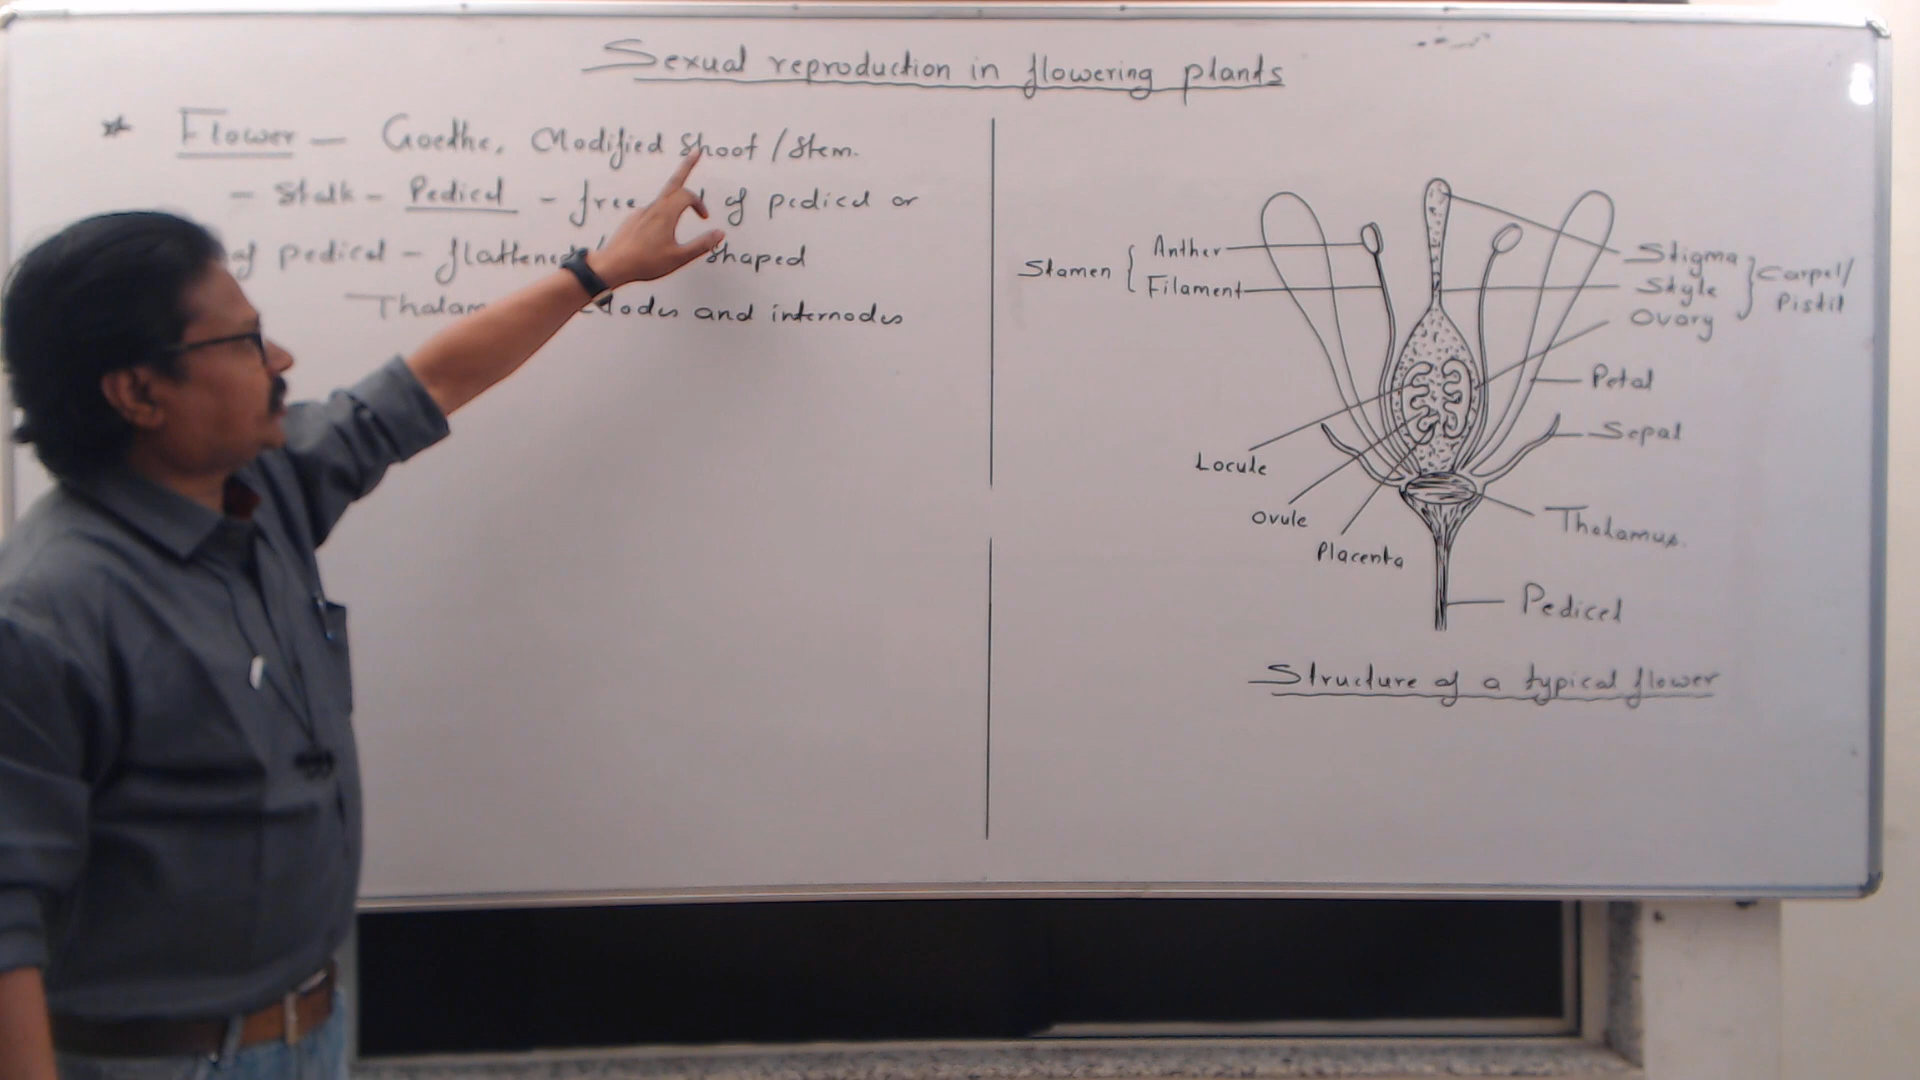 Sexual reproduction in flowering plants
* Flower — Goethe, Modified Shoot / Stem.
- Stalk - Pedicel - free of pedicel or
of pedicel - flattened shaped
Nodes and internodes
Stamen { Anther
Filament
Stigma
Style
Ovary
} Carpel/
Pistil
Petal
Sepal
Locule
Ovule
Placenta
Thalamus.
Pedicel
Structure of a typical flower